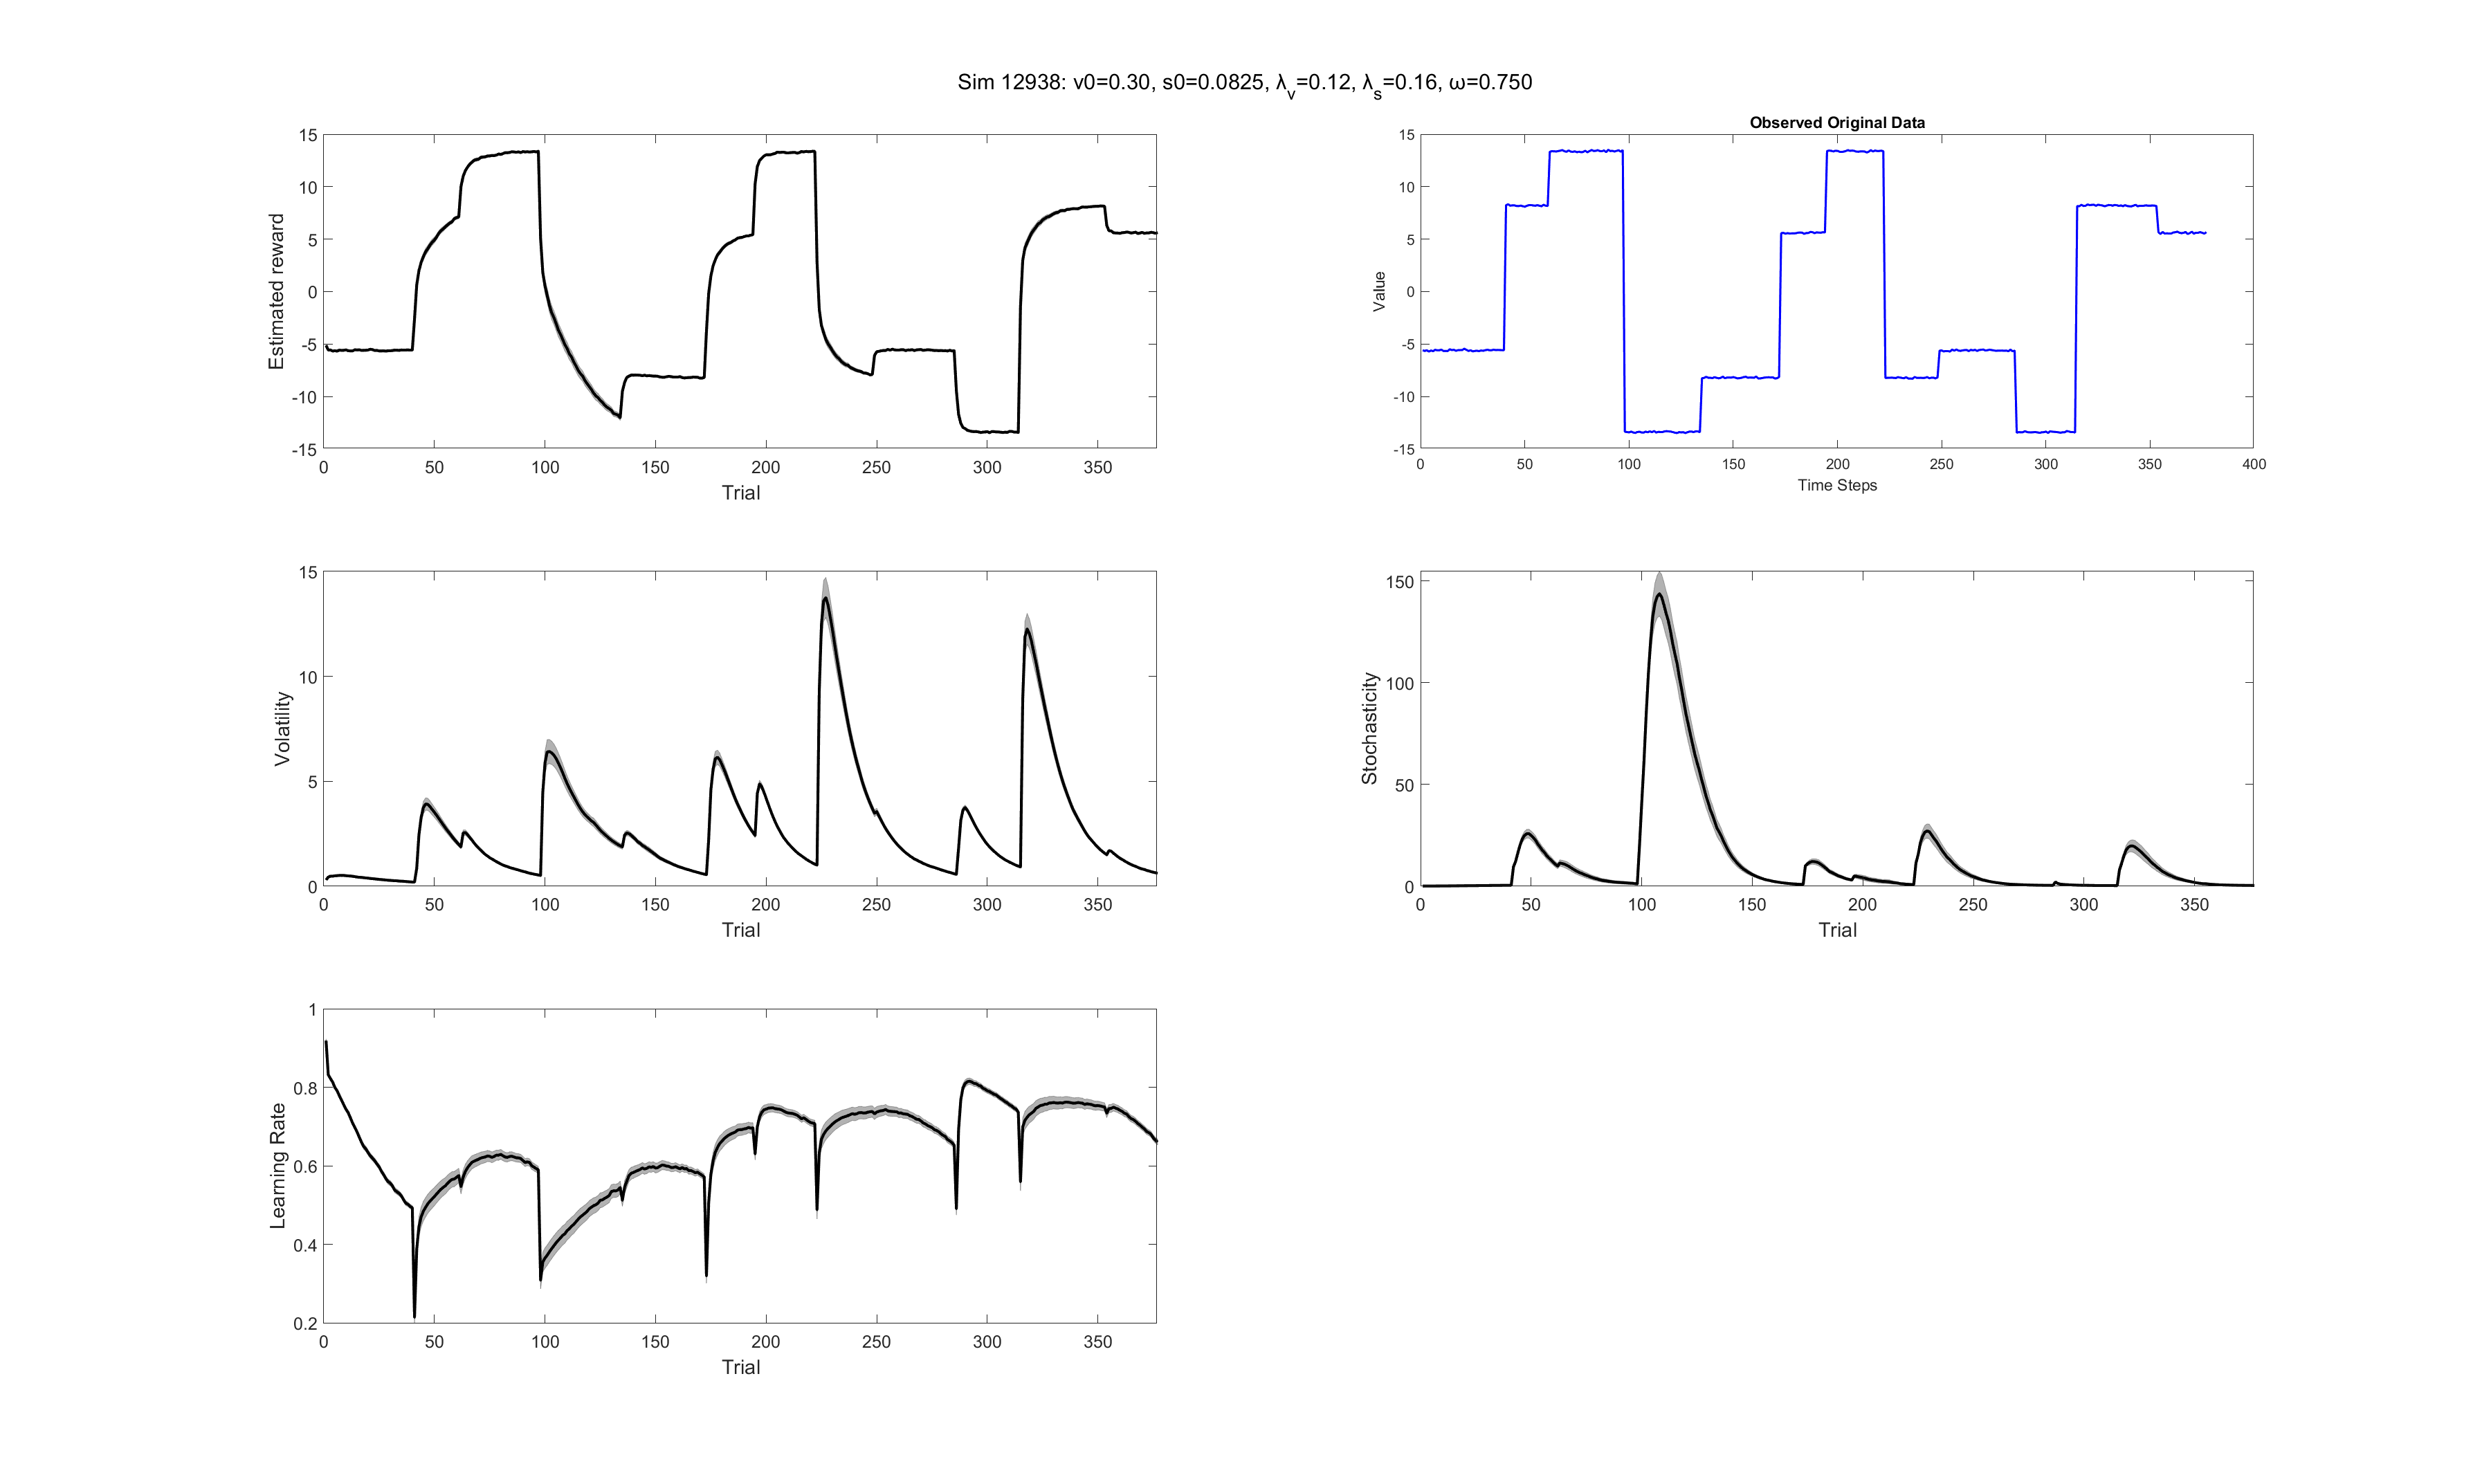 Sim 12938: v0=0.30, s0=0.0825, λv=0.12, λs=0.16, ω=0.750
15
10
5
0
-5
-10
-15
Estimated reward
0 50 100 150 200 250 300 350
Trial
Observed Original Data
15
10
5
0
-5
-10
-15
Value
0 50 100 150 200 250 300 350 400
Time Steps
15
10
5
0
Volatility
0 50 100 150 200 250 300 350
Trial
150
100
50
0
Stochasticity
0 50 100 150 200 250 300 350
Trial
1
0.8
0.6
0.4
0.2
Learning Rate
0 50 100 150 200 250 300 350
Trial